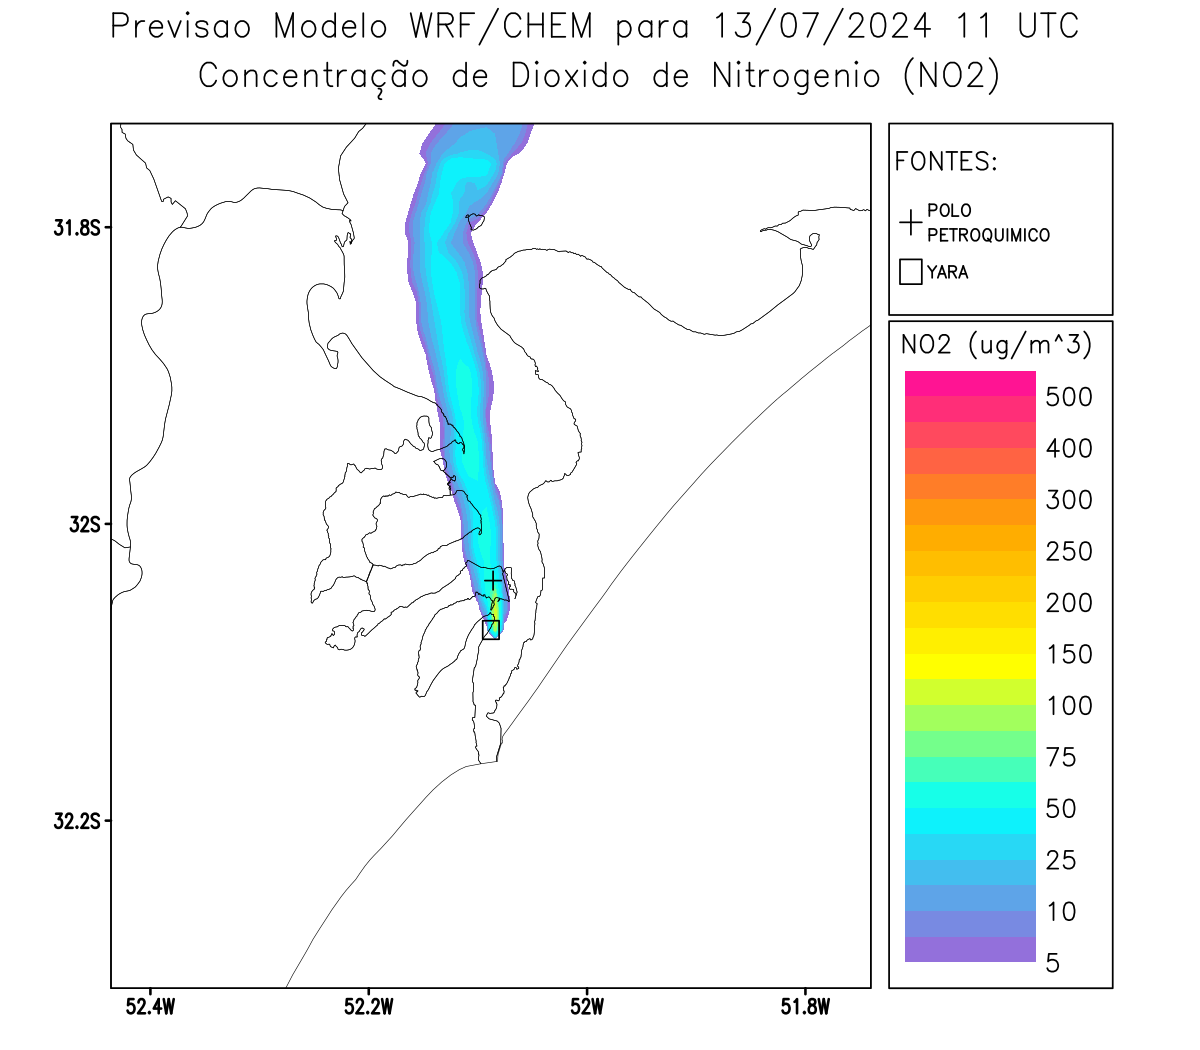 Previsao Modelo WRF/CHEM para 13/07/2024 11 UTC
Concentração de Dioxido de Nitrogenio (NO2)
FONTES:
POLO
PETROQUIMICO
YARA
NO2 (ug/m^3)
500
400
300
250
200
150
100
75
50
25
10
5
31.8S
32S
32.2S
52.4W
52.2W
52W
51.8W